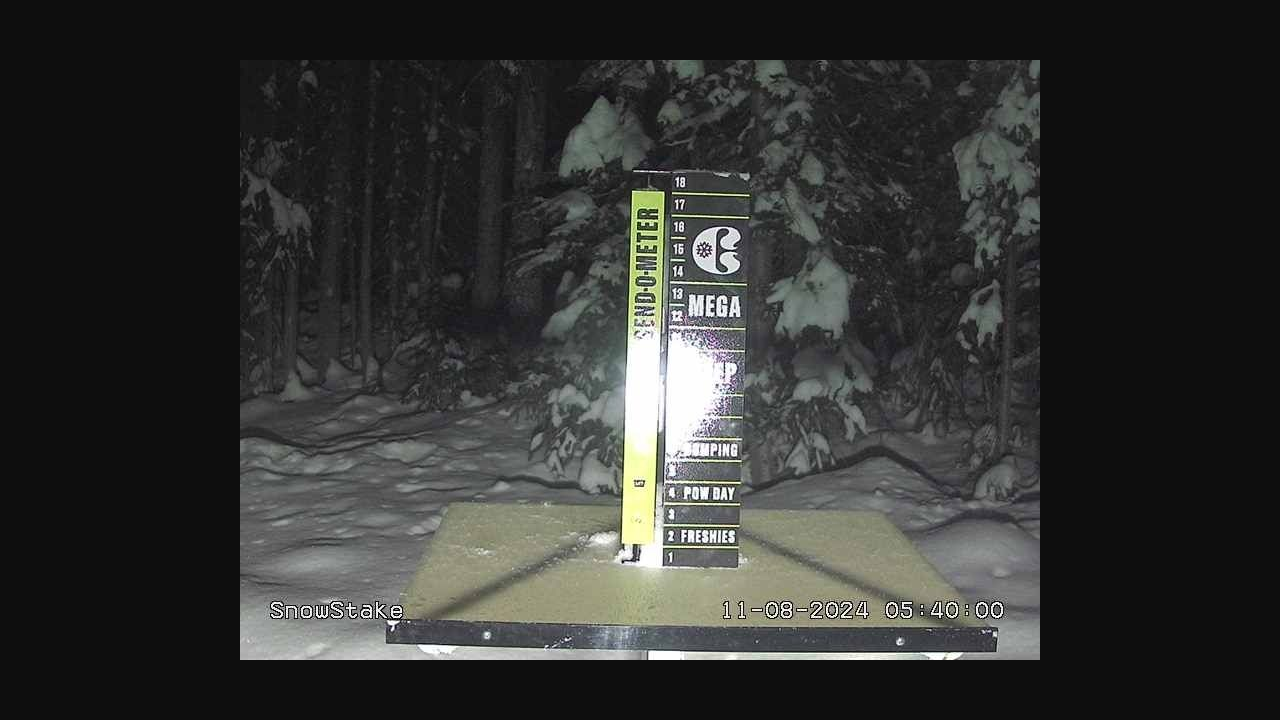 SEND-O-METER
18
17
16
15
14
13
MEGA
12
4 POW DAY
3
2 FRESHIES
1
SnowStake
11-08-2024 05:40:00